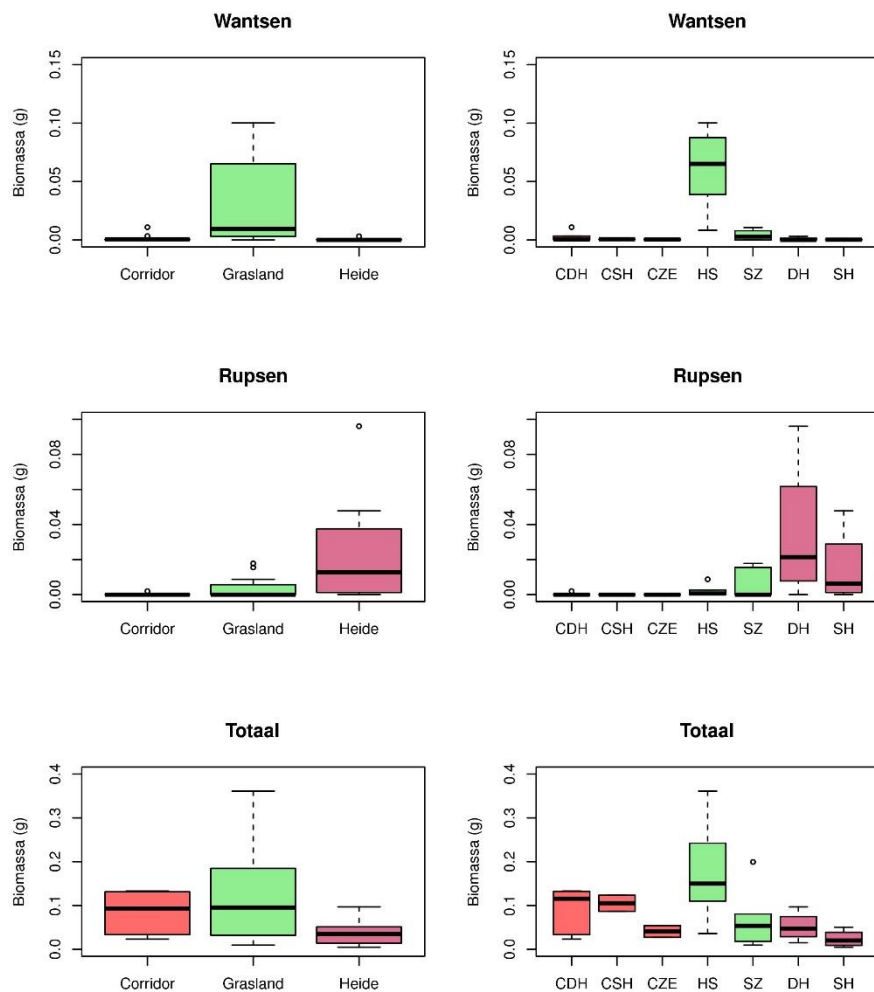 Wantsen
Biomassa (g)
0.15
0.10
0.05
0.00
Corridor Grasland Heide
Wantsen
Biomassa (g)
0.15
0.10
0.05
0.00
CDH CSH CZE HS SZ DH SH
Rupsen
Biomassa (g)
0.08
0.04
0.00
Corridor Grasland Heide
Rupsen
Biomassa (g)
0.08
0.04
0.00
CDH CSH CZE HS SZ DH SH
Totaal
Biomassa (g)
0.4
0.3
0.2
0.1
0.0
Corridor Grasland Heide
Totaal
Biomassa (g)
0.4
0.3
0.2
0.1
0.0
CDH CSH CZE HS SZ DH SH